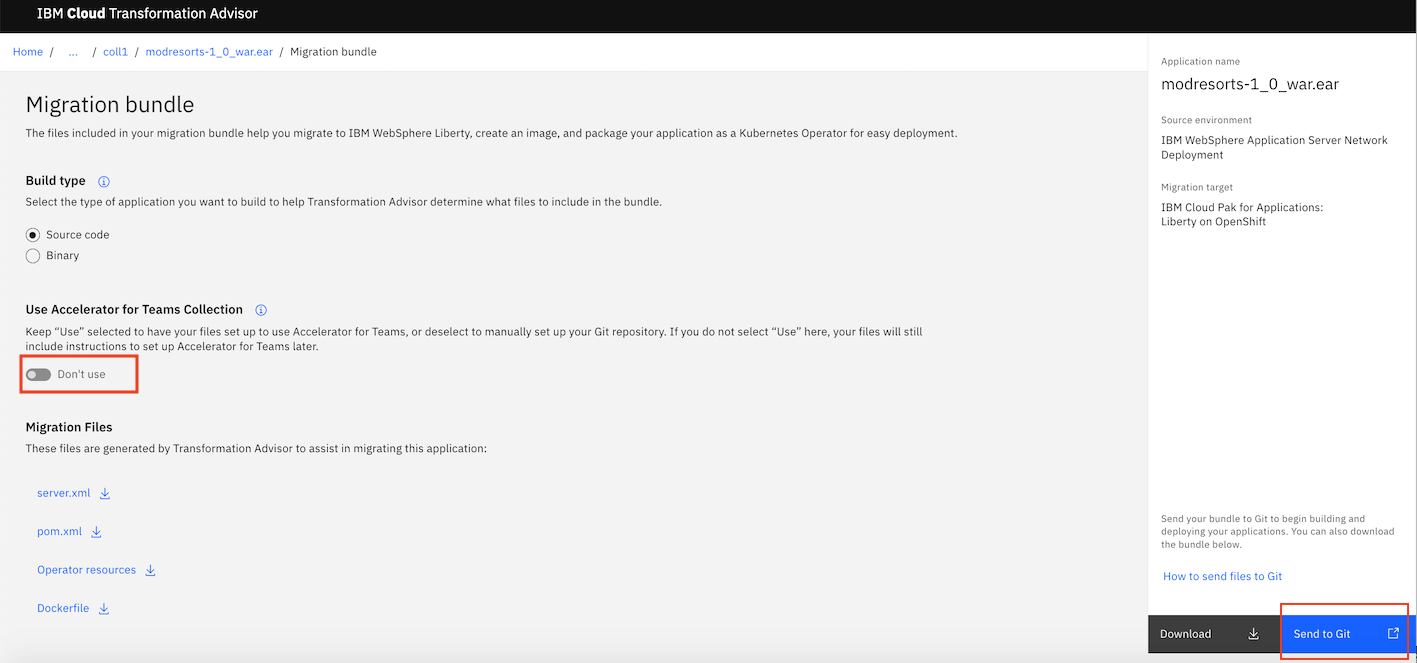 IBM Cloud Transformation Advisor
Home / ... / coll1 / modresorts-1_0_war.ear / Migration bundle
Migration bundle
The files included in your migration bundle help you migrate to IBM WebSphere Liberty, create an image, and package your application as a Kubernetes Operator for easy deployment.
Build type
Select the type of application you want to build to help Transformation Advisor determine what files to include in the bundle.
Source code
Binary
Use Accelerator for Teams Collection
Keep “Use” selected to have your files set up to use Accelerator for Teams, or deselect to manually set up your Git repository. If you do not select “Use” here, your files will still
include instructions to set up Accelerator for Teams later.
Don't use
Migration Files
These files are generated by Transformation Advisor to assist in migrating this application:
server.xml
pom.xml
Operator resources
Dockerfile
Application name
modresorts-1_0_war.ear
Source environment
IBM WebSphere Application Server Network
Deployment
Migration target
IBM Cloud Pak for Applications:
Liberty on OpenShift
Send your bundle to Git to begin building and
deploying your applications. You can also download
the bundle below.
How to send files to Git
Download
Send to Git